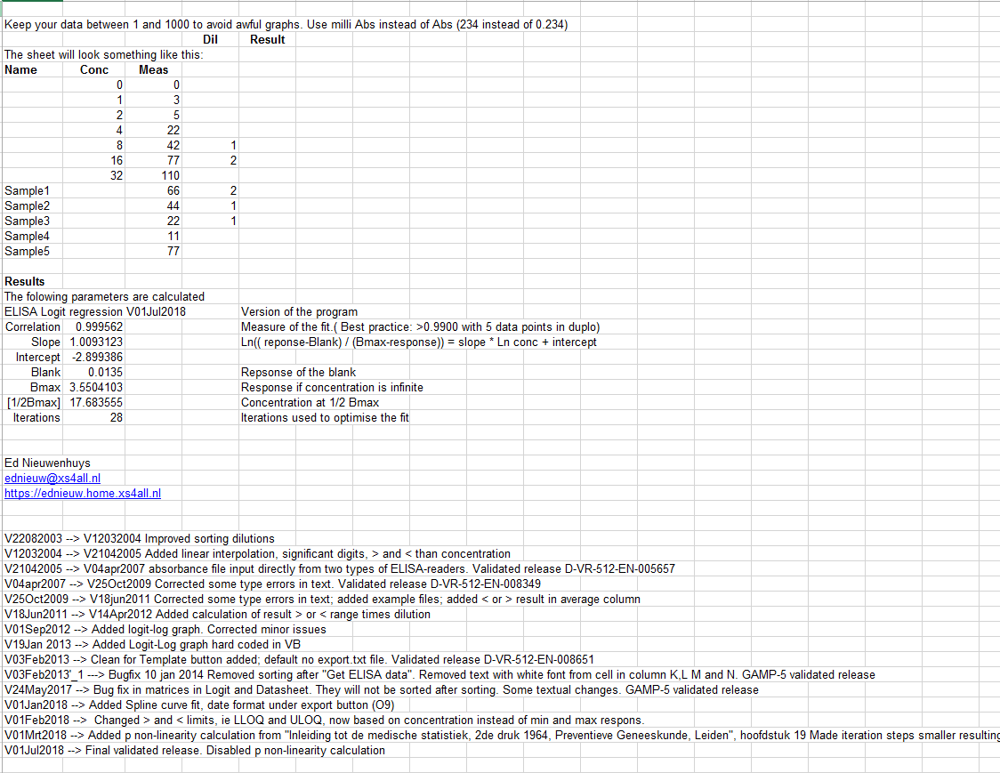 Keep your data between 1 and 1000 to avoid awful graphs. Use milli Abs instead of Abs (234 instead of 0.234)
Dil Result
The sheet will look something like this:
Name Conc Meas
0 0
1 3
2 5
4 22
8 42 1
16 77 2
32 110
Sample1 66 2
Sample2 44 1
Sample3 22 1
Sample4 11
Sample5 77
Results
The folowing parameters are calculated
ELISA Logit regression V01Jul2018 Version of the program
Correlation 0.999562 Measure of the fit.( Best practice: >0.9900 with 5 data points in duplo)
Slope 1.0093123 Ln(( reponse-Blank) / (Bmax-response)) = slope * Ln conc + intercept
Intercept -2.899386
Blank 0.0135 Repsonse of the blank
Bmax 3.5504103 Response if concentration is infinite
[1/2Bmax] 17.683555 Concentration at 1/2 Bmax
Iterations 28 Iterations used to optimise the fit
Ed Nieuwenhuys
ednieuw@xs4all.nl
https://ednieuw.home.xs4all.nl
V22082003 --> V12032004 Improved sorting dilutions
V12032004 --> V21042005 Added linear interpolation, significant digits, > and < than concentration
V21042005 --> V04apr2007 absorbance file input directly from two types of ELISA-readers. Validated release D-VR-512-EN-005657
V04apr2007 --> V25Oct2009 Corrected some type errors in text. Validated release D-VR-512-EN-008349
V25Oct2009 --> V18jun2011 Corrected some type errors in text; added example files; added < or > result in average column
V18Jun2011 --> V14Apr2012 Added calculation of result > or < range times dilution
V01Sep2012 --> Added logit-log graph. Corrected minor issues
V19Jan 2013 --> Added Logit-Log graph hard coded in VB
V03Feb2013 --> Clean for Template button added; default no export.txt file. Validated release D-VR-512-EN-008651
V03Feb2013'_1 ---> Bugfix 10 jan 2014 Removed sorting after "Get ELISA data". Removed text with white font from cell in column K,L M and N. GAMP-5 validated release
V24May2017 --> Bug fix in matrices in Logit and Datasheet. They will not be sorted after sorting. Some textual changes. GAMP-5 validated release
V01Jan2018 --> Added Spline curve fit, date format under export button (O9)
V01Feb2018 --> Changed > and < limits, ie LLOQ and ULOQ, now based on concentration instead of min and max respons.
V01Mrt2018 --> Added p non-linearity calculation from "Inleiding tot de medische statistiek, 2de druk 1964, Preventieve Geneeskunde, Leiden", hoofdstuk 19 Made iteration steps smaller resulting
V01Jul2018 --> Final validated release. Disabled p non-linearity calculation